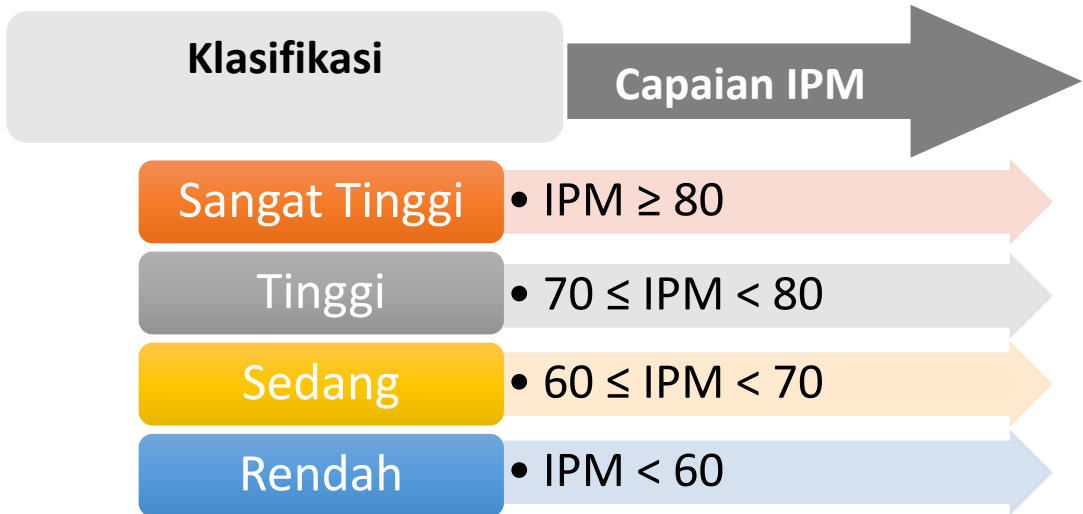 Klasifikasi
Capaian IPM
Sangat Tinggi
• IPM ≥ 80
Tinggi
• 70 ≤ IPM < 80
Sedang
• 60 ≤ IPM < 70
Rendah
• IPM < 60